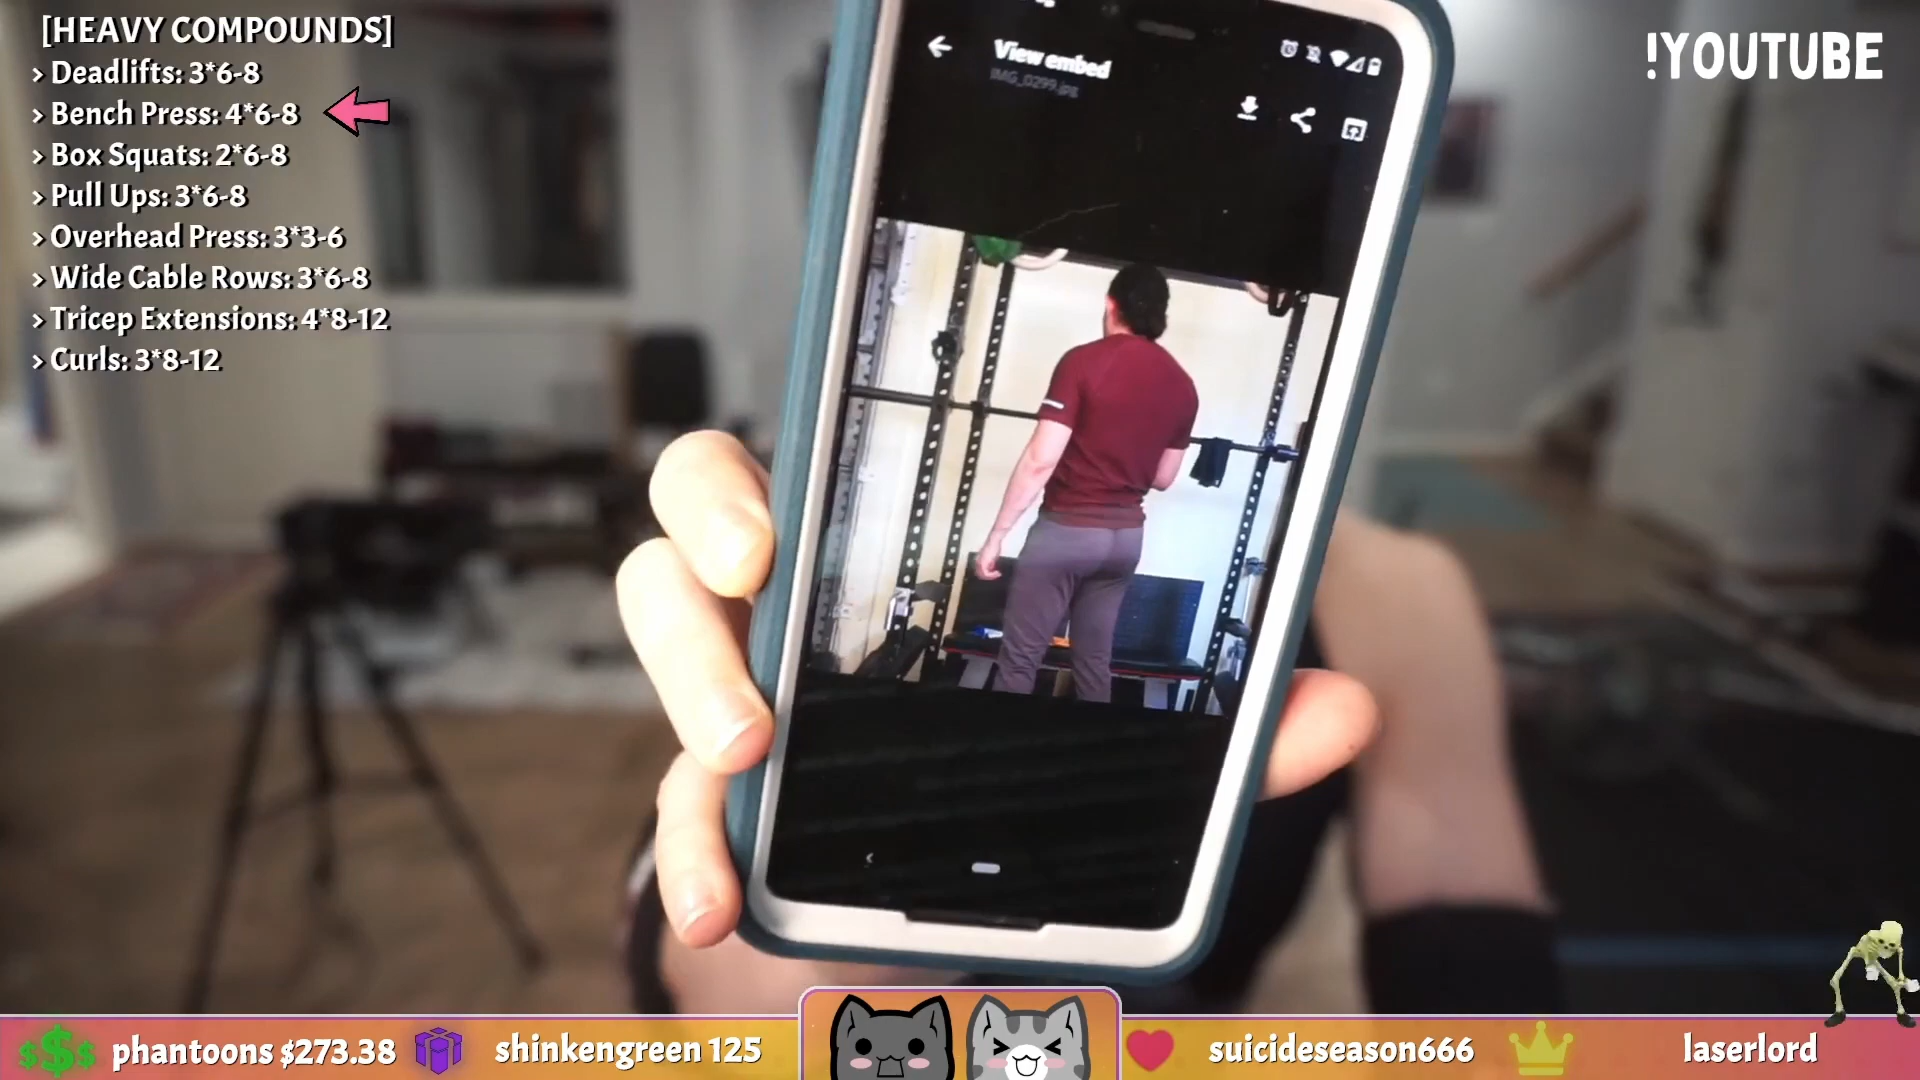 [HEAVY COMPOUNDS]
> Deadlifts: 3*6-8
> Bench Press: 4*6-8
> Box Squats: 2*6-8
> Pull Ups: 3*6-8
> Overhead Press: 3*3-6
> Wide Cable Rows: 3*6-8
> Tricep Extensions: 4*8-12
> Curls: 3*8-12
!YOUTUBE
View embed
IMG_0299.jpg
$$$ phantoons $273.38
shinkengreen 125
suicideseason666
laserlord